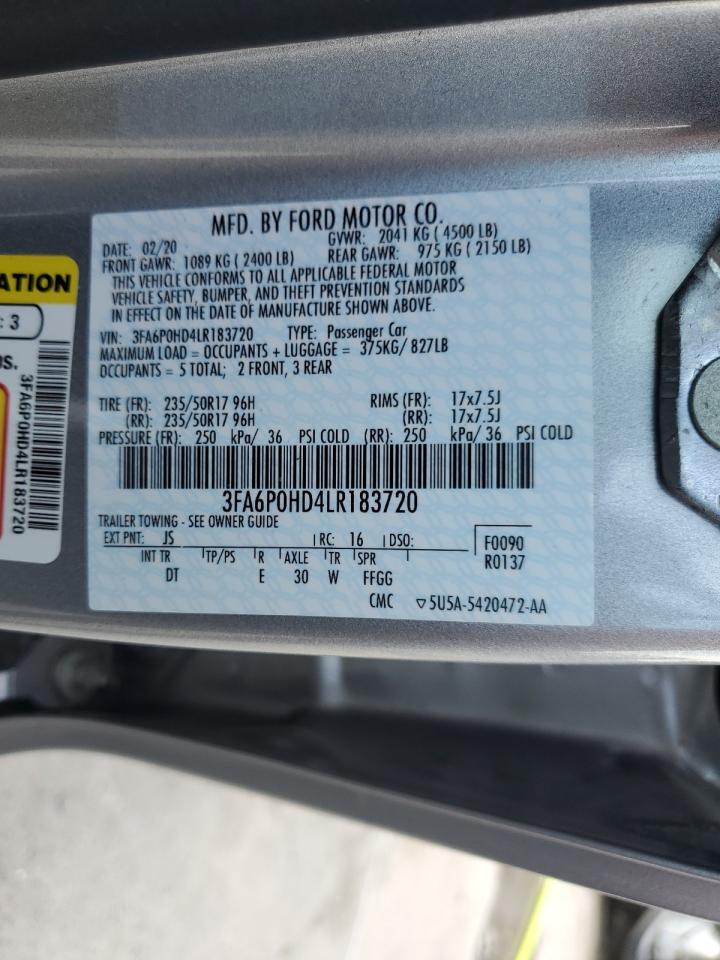 MFD. BY FORD MOTOR CO.
DATE: 02/20 GVWR: 2041 KG ( 4500 LB)
FRONT GAWR: 1089 KG ( 2400 LB) REAR GAWR: 975 KG ( 2150 LB)
THIS VEHICLE CONFORMS TO ALL APPLICABLE FEDERAL MOTOR
VEHICLE SAFETY, BUMPER, AND THEFT PREVENTION STANDARDS
IN EFFECT ON THE DATE OF MANUFACTURE SHOWN ABOVE.
VIN: 3FA6P0HD4LR183720 TYPE: Passenger Car
MAXIMUM LOAD = OCCUPANTS + LUGGAGE = 375KG/ 827LB
OCCUPANTS = 5 TOTAL; 2 FRONT, 3 REAR
TIRE (FR): 235/50R17 96H RIMS (FR): 17x7.5J
(RR): 235/50R17 96H (RR): 17x7.5J
PRESSURE (FR): 250 kPa/ 36 PSI COLD (RR): 250 kPa/ 36 PSI COLD
3FA6P0HD4LR183720
TRAILER TOWING - SEE OWNER GUIDE
EXT PNT: JS RC: 16 DSO: F0090
INT TR TP/PS R AXLE TR SPR R0137
DT E 30 W FFGG
CMC ▽5U5A-5420472-AA
ATION
: 3
OS.
3FA6P0HD4LR183720